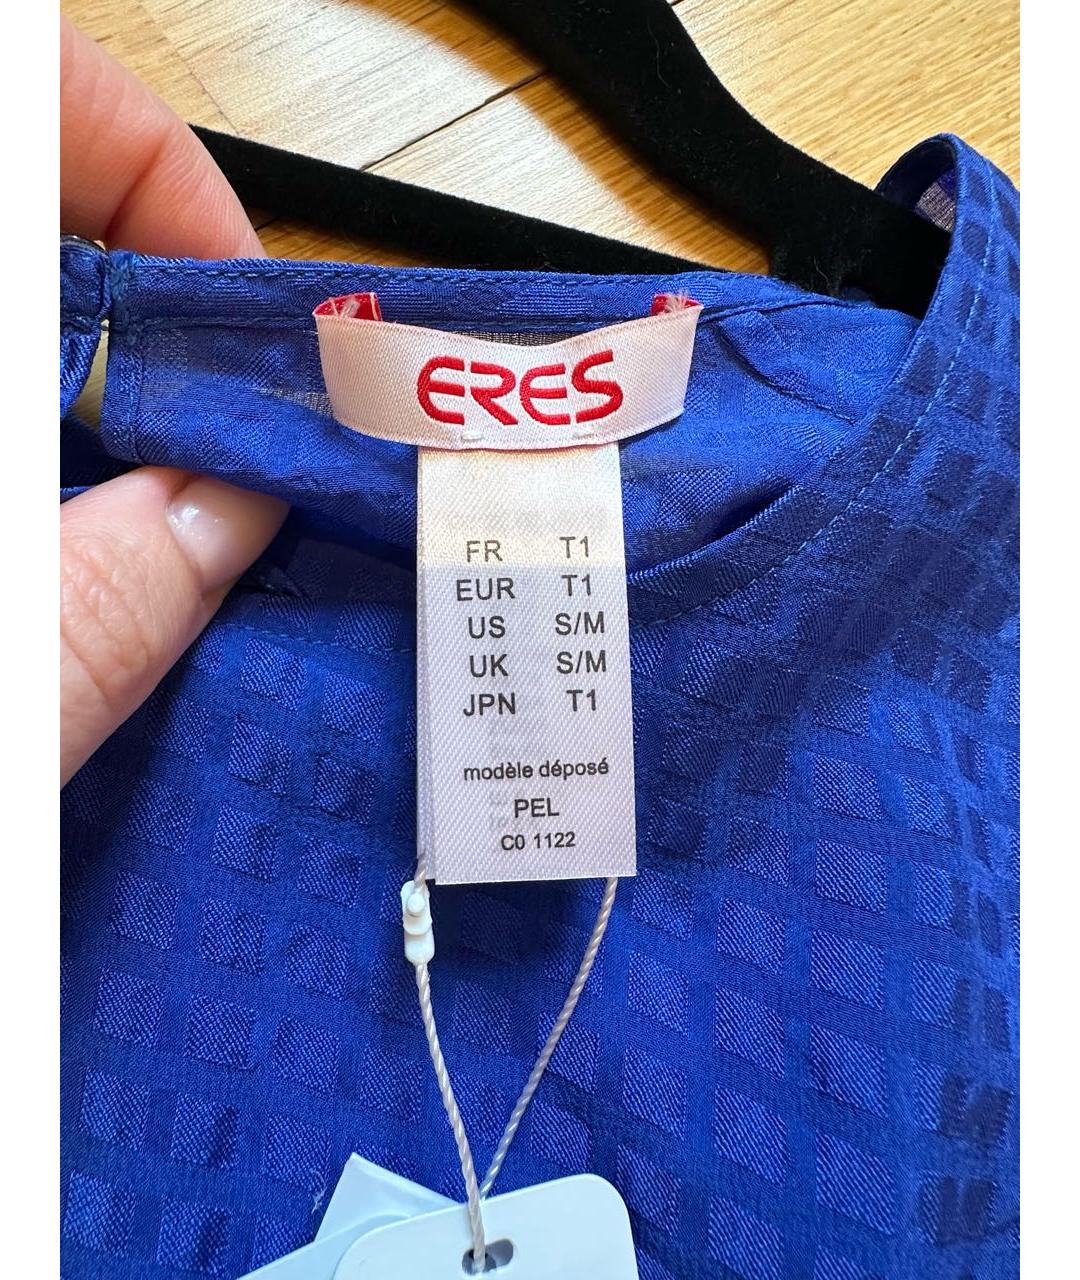 ERES
FR T1
EUR T1
US S/M
UK S/M
JPN T1
modèle déposé
PEL
C0 1122